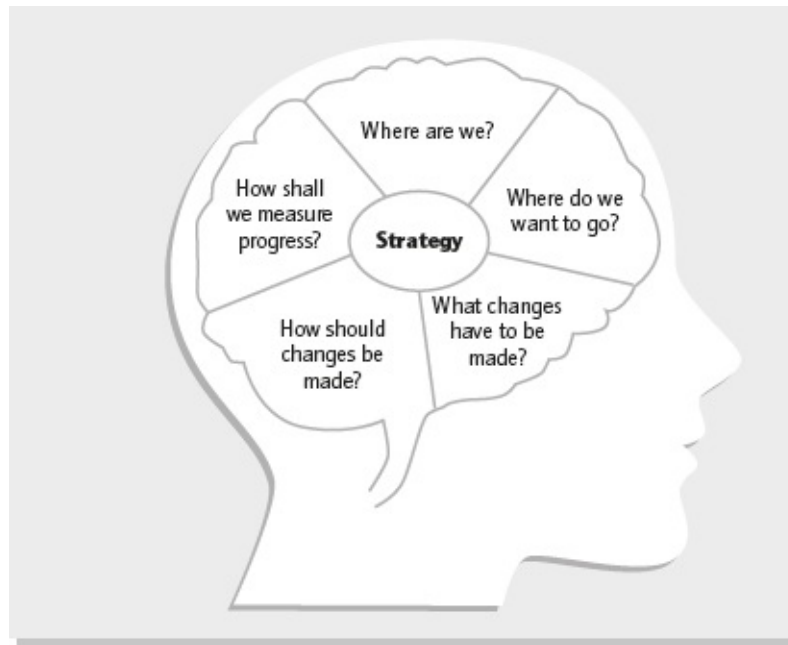 Where are we?
Where do we
want to go?
What changes
have to be
made?
How should
changes be
made?
How shall
we measure
progress?
Strategy